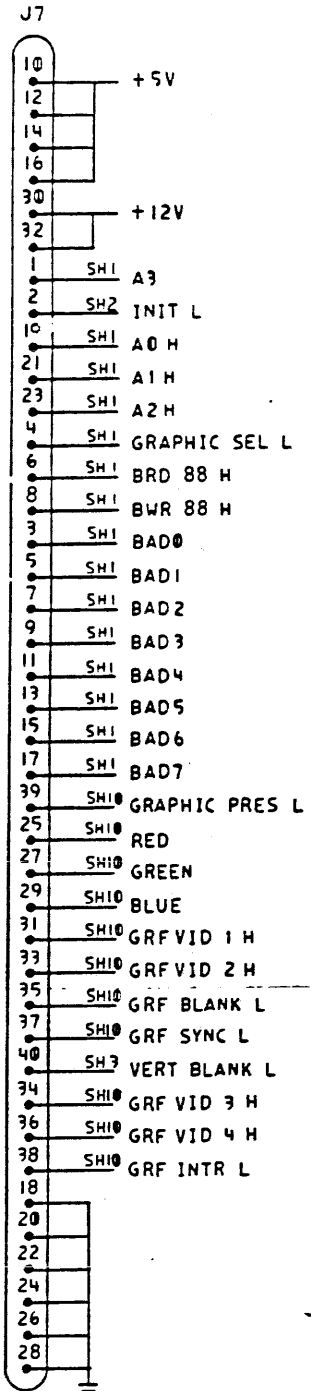 J7
10 +5V
12
14
16
30 +12V
32
1 SH1 A3
2 SH2 INIT L
19 SH1 A0 H
21 SH1 A1 H
23 SH1 A2 H
4 SH1 GRAPHIC SEL L
6 SH1 BRD 88 H
8 SH1 BWR 88 H
3 SH1 BAD0
5 SH1 BAD1
7 SH1 BAD2
9 SH1 BAD3
11 SH1 BAD4
13 SH1 BAD5
15 SH1 BAD6
17 SH1 BAD7
39 SH10 GRAPHIC PRES L
25 SH10 RED
27 SH10 GREEN
29 SH10 BLUE
31 SH10 GRF VID 1 H
33 SH10 GRF VID 2 H
35 SH10 GRF BLANK L
37 SH10 GRF SYNC L
40 SH3 VERT BLANK L
34 SH10 GRF VID 3 H
36 SH10 GRF VID 4 H
38 SH10 GRF INTR L
18
20
22
24
26
28